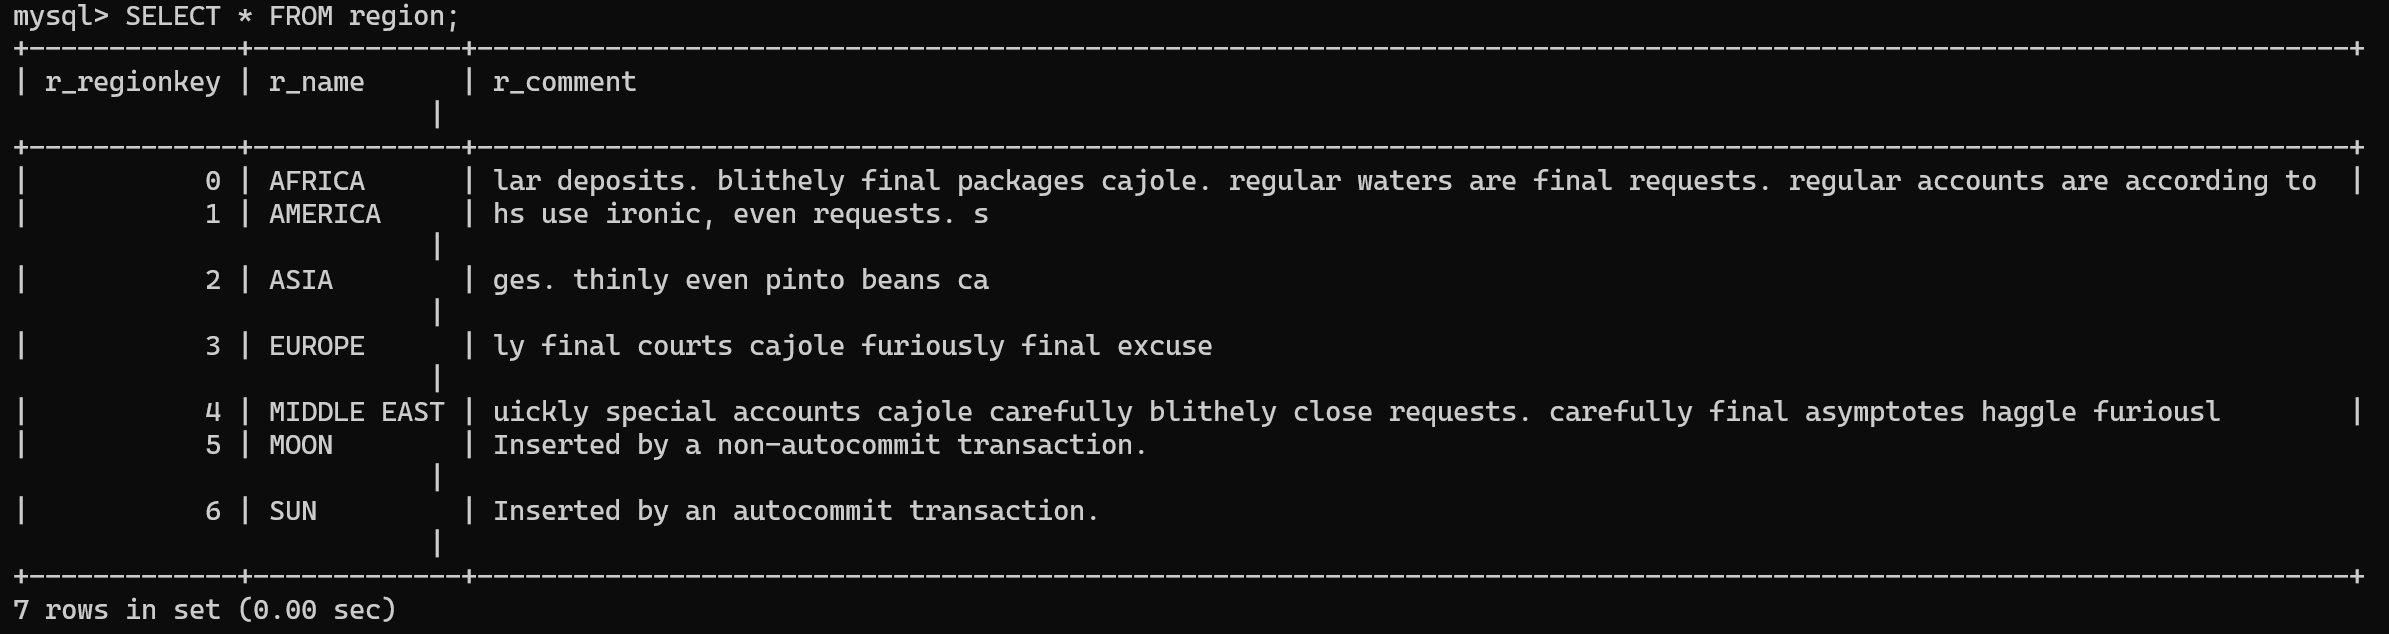 mysql> SELECT * FROM region;
+-------------+------------+---------------------------------------------------------------------------------------------------------------------+
| r_regionkey | r_name      | r_comment
                          |
+-------------+------------+---------------------------------------------------------------------------------------------------------------------+
|           0 | AFRICA      | lar deposits. blithely final packages cajole. regular waters are final requests. regular accounts are according to  |
|           1 | AMERICA     | hs use ironic, even requests. s
                          |
|           2 | ASIA        | ges. thinly even pinto beans ca
                          |
|           3 | EUROPE      | ly final courts cajole furiously final excuse
                          |
|           4 | MIDDLE EAST | uickly special accounts cajole carefully blithely close requests. carefully final asymptotes haggle furiousl        |
|           5 | MOON        | Inserted by a non-autocommit transaction.
                          |
|           6 | SUN         | Inserted by an autocommit transaction.
                          |
+-------------+------------+---------------------------------------------------------------------------------------------------------------------+
7 rows in set (0.00 sec)